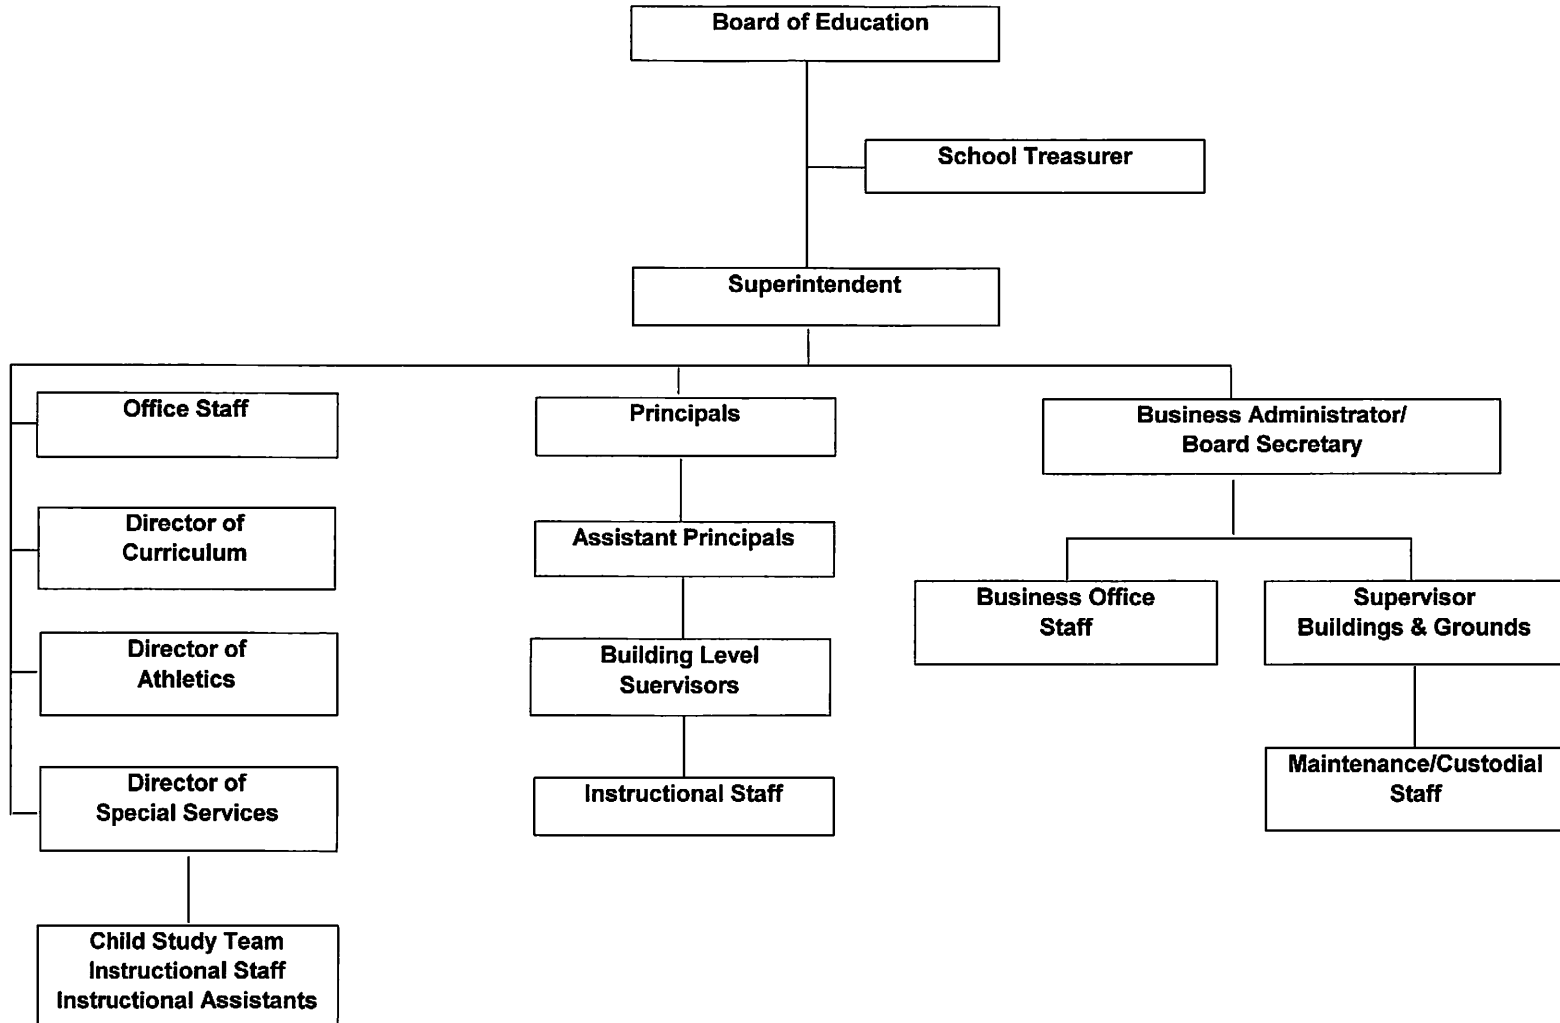 Board of Education
School Treasurer
Superintendent
Office Staff
Principals
Business Administrator/
Board Secretary
Director of
Curriculum
Assistant Principals
Business Office
Staff
Supervisor
Buildings & Grounds
Director of
Athletics
Building Level
Suervisors
Director of
Special Services
Instructional Staff
Maintenance/Custodial
Staff
Child Study Team
Instructional Staff
Instructional Assistants